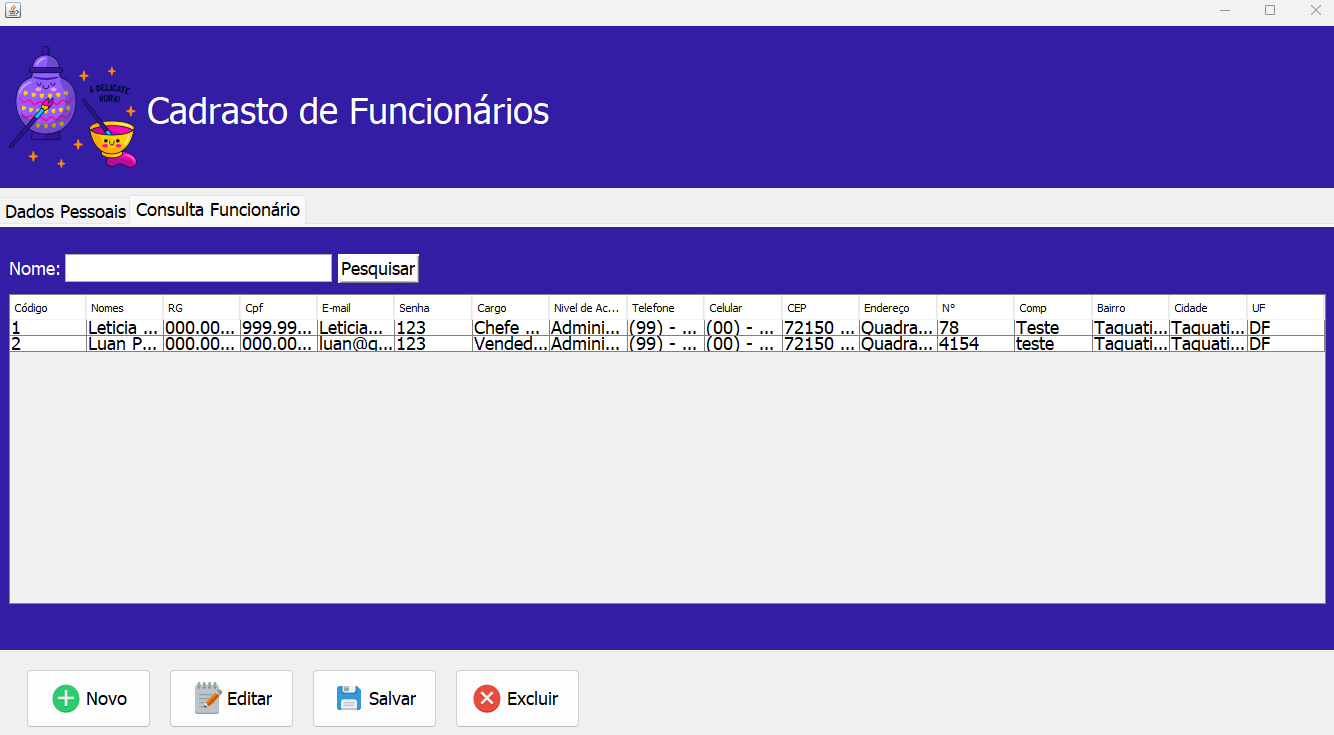 A DELICATE
WORK!
Cadrasto de Funcionários
Dados Pessoais Consulta Funcionário
Nome: Pesquisar
Código Nomes RG Cpf E-mail Senha Cargo Nivel de Ac... Telefone Celular CEP Endereço N° Comp Bairro Cidade UF
1 Leticia ... 000.00... 999.99... Leticia... 123 Chefe ... Admini... (99) - ... (00) - ... 72150 ... Quadra... 78 Teste Taguati... Taguati... DF
2 Luan P... 000.00... 000.00... luan@g... 123 Vended... Admini... (99) - ... (00) - ... 72150 ... Quadra... 4154 teste Taguati... Taguati... DF
Novo Editar Salvar Excluir